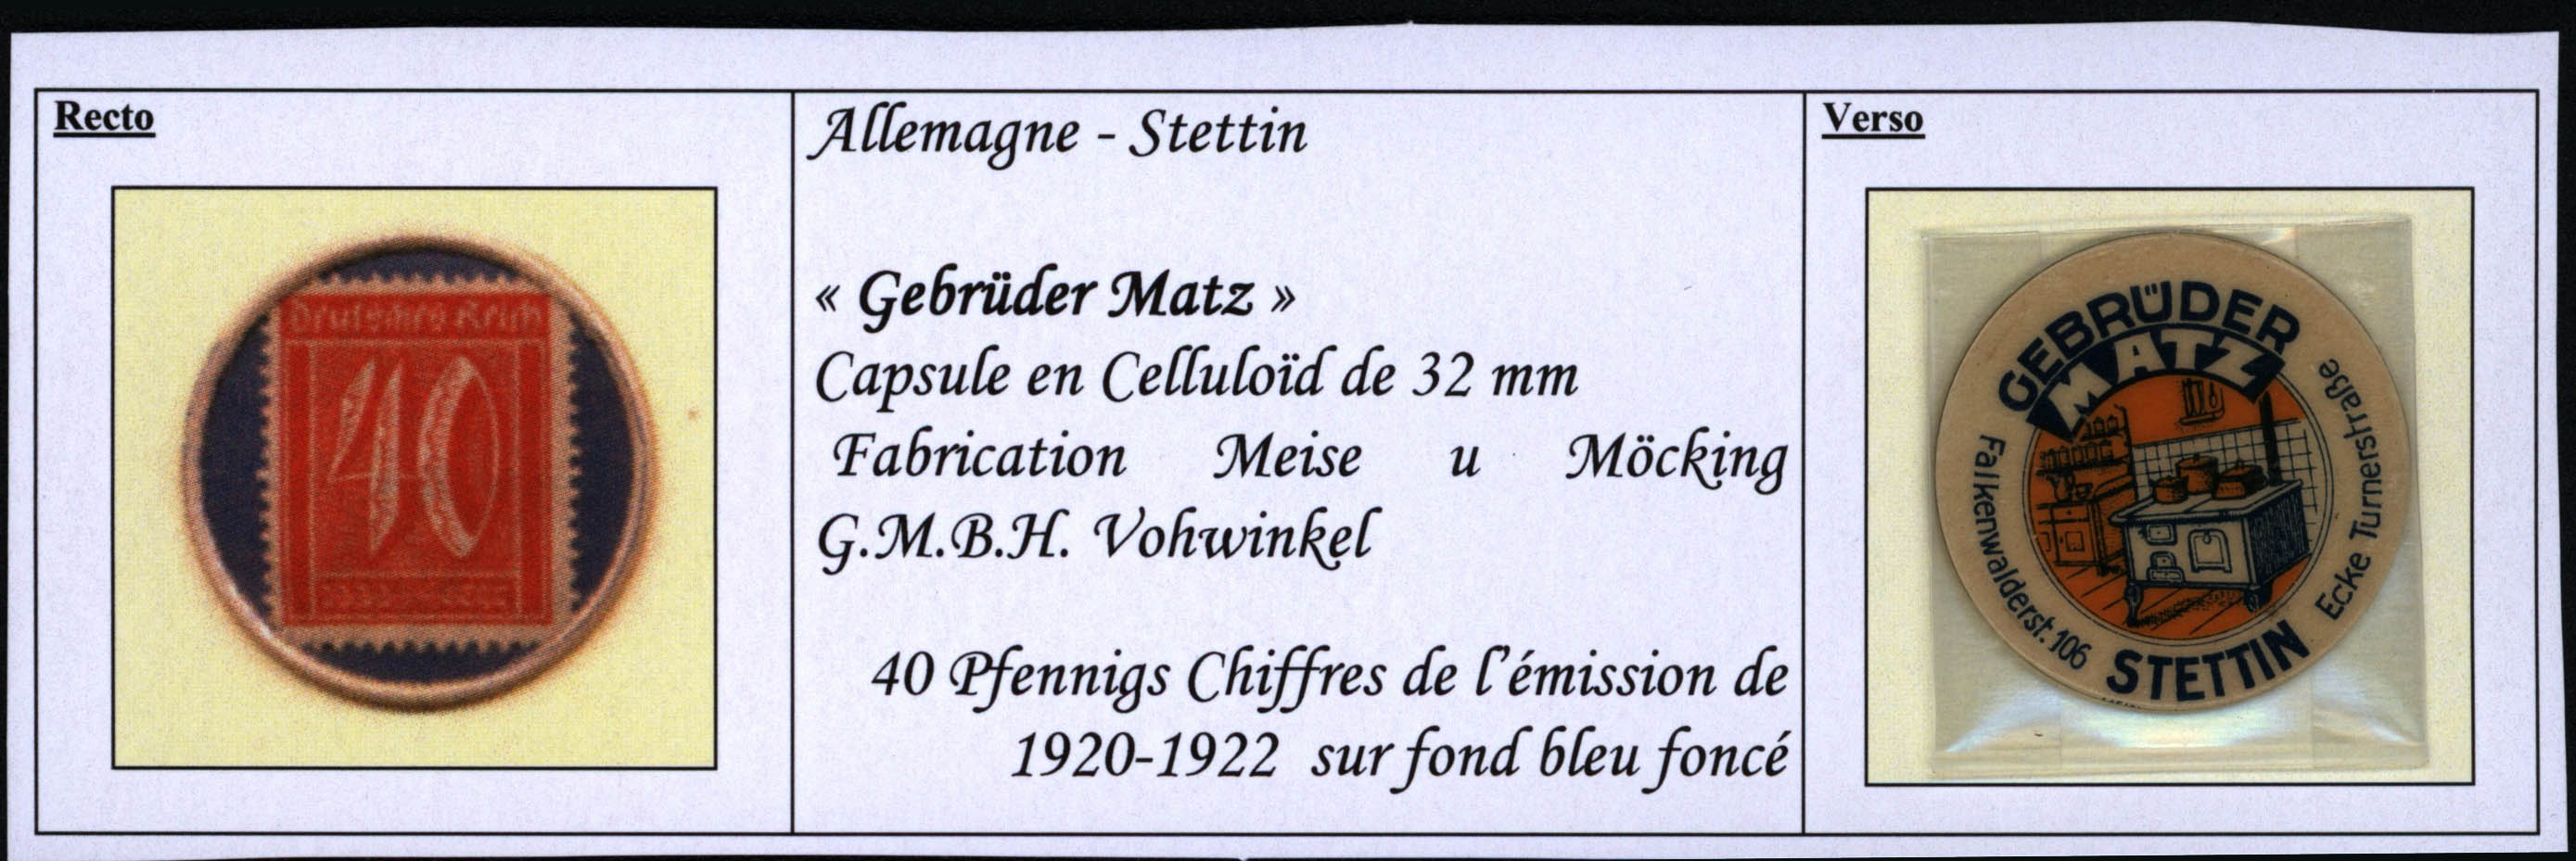 Recto
Deutsches Reich
40
Allemagne - Stettin
« Gebrüder Matz »
Capsule en Celluloïd de 32 mm
Fabrication Meise u Möcking
G.M.B.H. Vohwinkel
40 Pfennigs Chiffres de l'émission de
1920-1922 sur fond bleu foncé
Verso
GEBRÜDER
MATZ
Falkenwalderst. 106
STETTIN
Ecke Turnerstraße